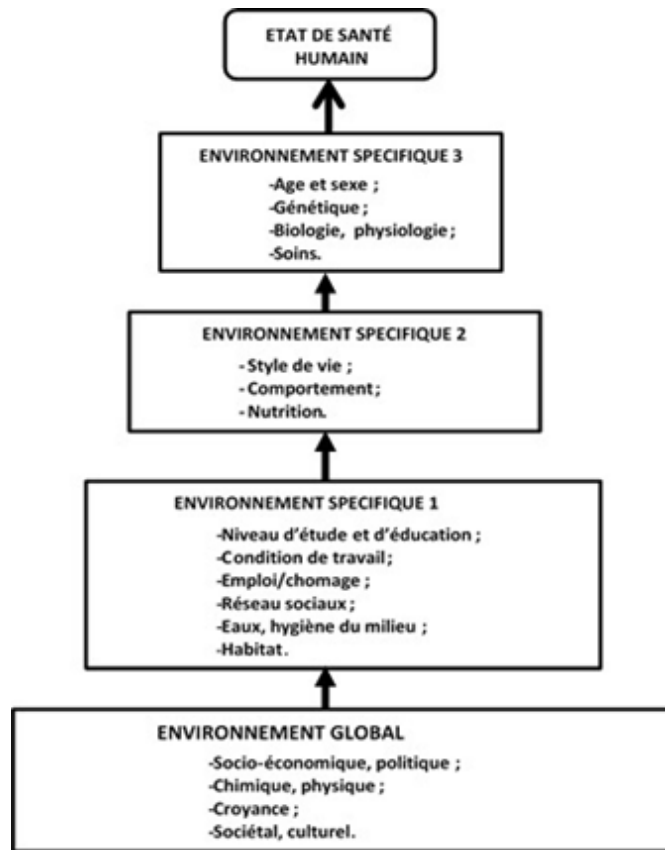 ETAT DE SANTÉ
HUMAIN
ENVIRONNEMENT SPECIFIQUE 3
-Age et sexe ;
-Génétique ;
-Biologie, physiologie ;
-Soins.
ENVIRONNEMENT SPECIFIQUE 2
- Style de vie ;
- Comportement;
- Nutrition.
ENVIRONNEMENT SPECIFIQUE 1
-Niveau d'étude et d'éducation ;
-Condition de travail;
-Emploi/chomage ;
-Réseau sociaux ;
-Eaux, hygiène du milieu ;
-Habitat.
ENVIRONNEMENT GLOBAL
-Socio-économique, politique ;
-Chimique, physique ;
-Croyance ;
-Sociétal, culturel.